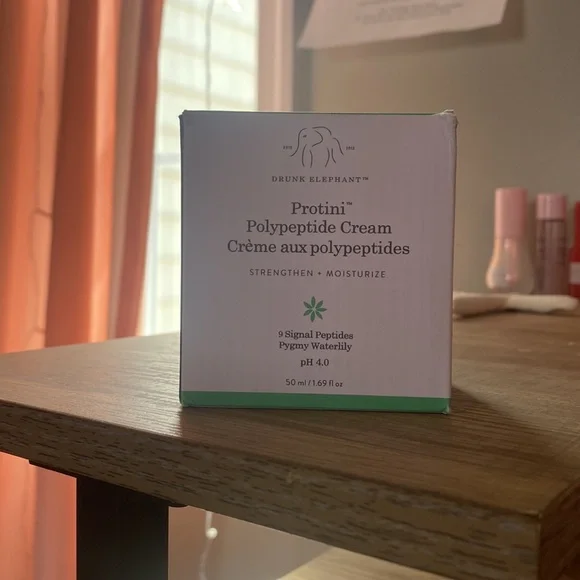 DRUNK ELEPHANT™
Protini™
Polypeptide Cream
Crème aux polypeptides
STRENGTHEN • MOISTURIZE
9 Signal Peptides
Pygmy Waterlily
pH 4.0
50 ml / 1.69 fl oz